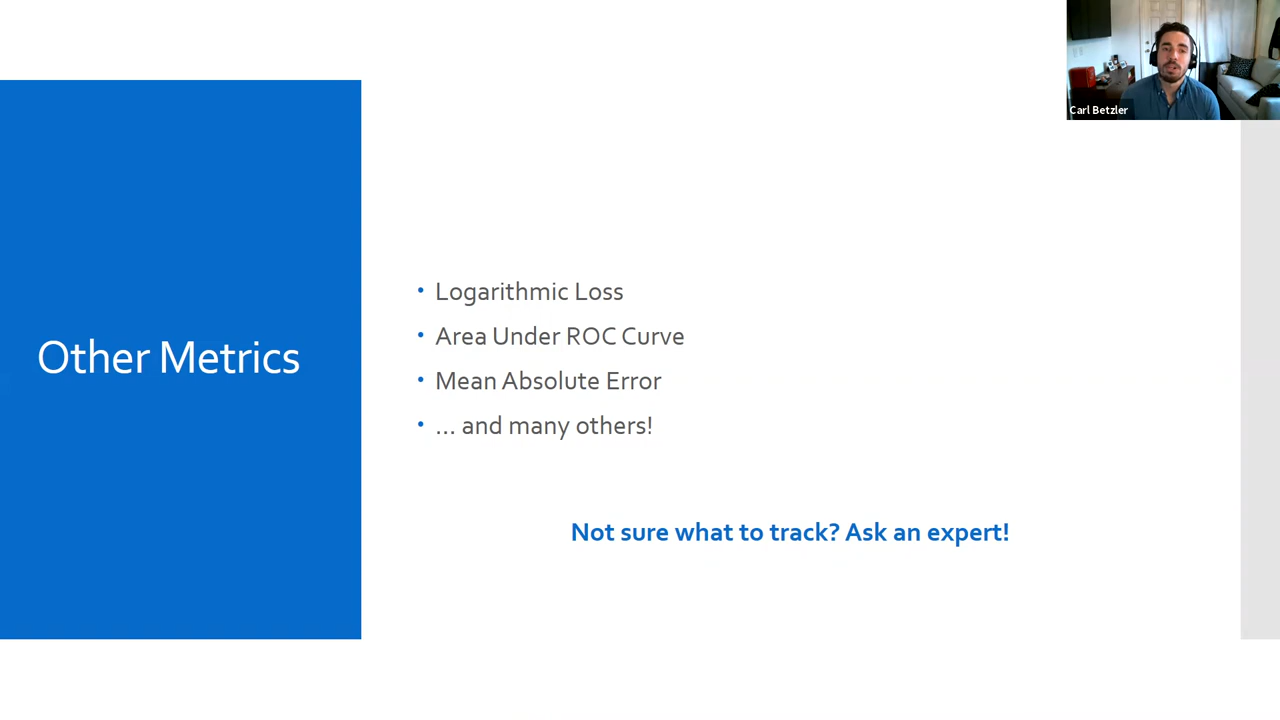 Carl Betzler
Other Metrics
• Logarithmic Loss
• Area Under ROC Curve
• Mean Absolute Error
• ... and many others!
Not sure what to track? Ask an expert!